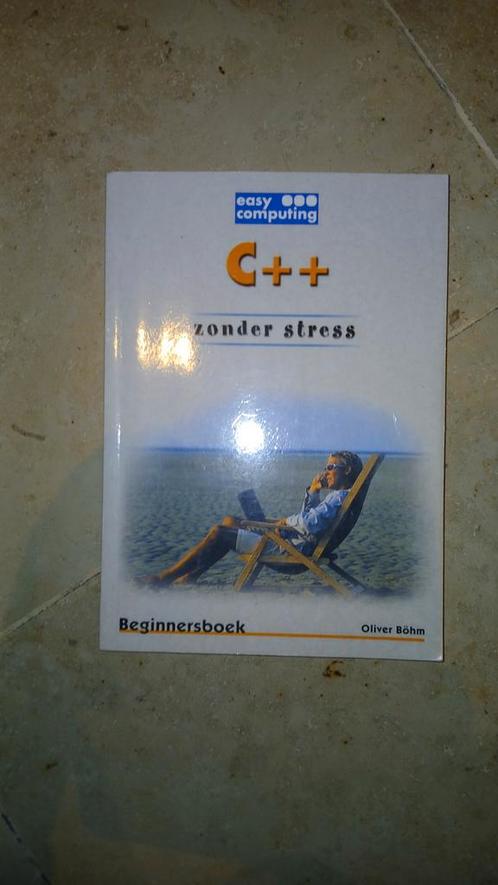 easy
computing
C++
zonder stress
Beginnersboek
Oliver Böhm